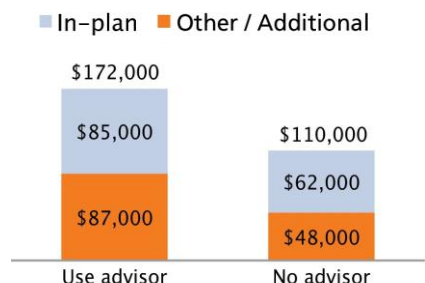 In-plan Other / Additional
$172,000
$85,000
$87,000
Use advisor
$110,000
$62,000
$48,000
No advisor